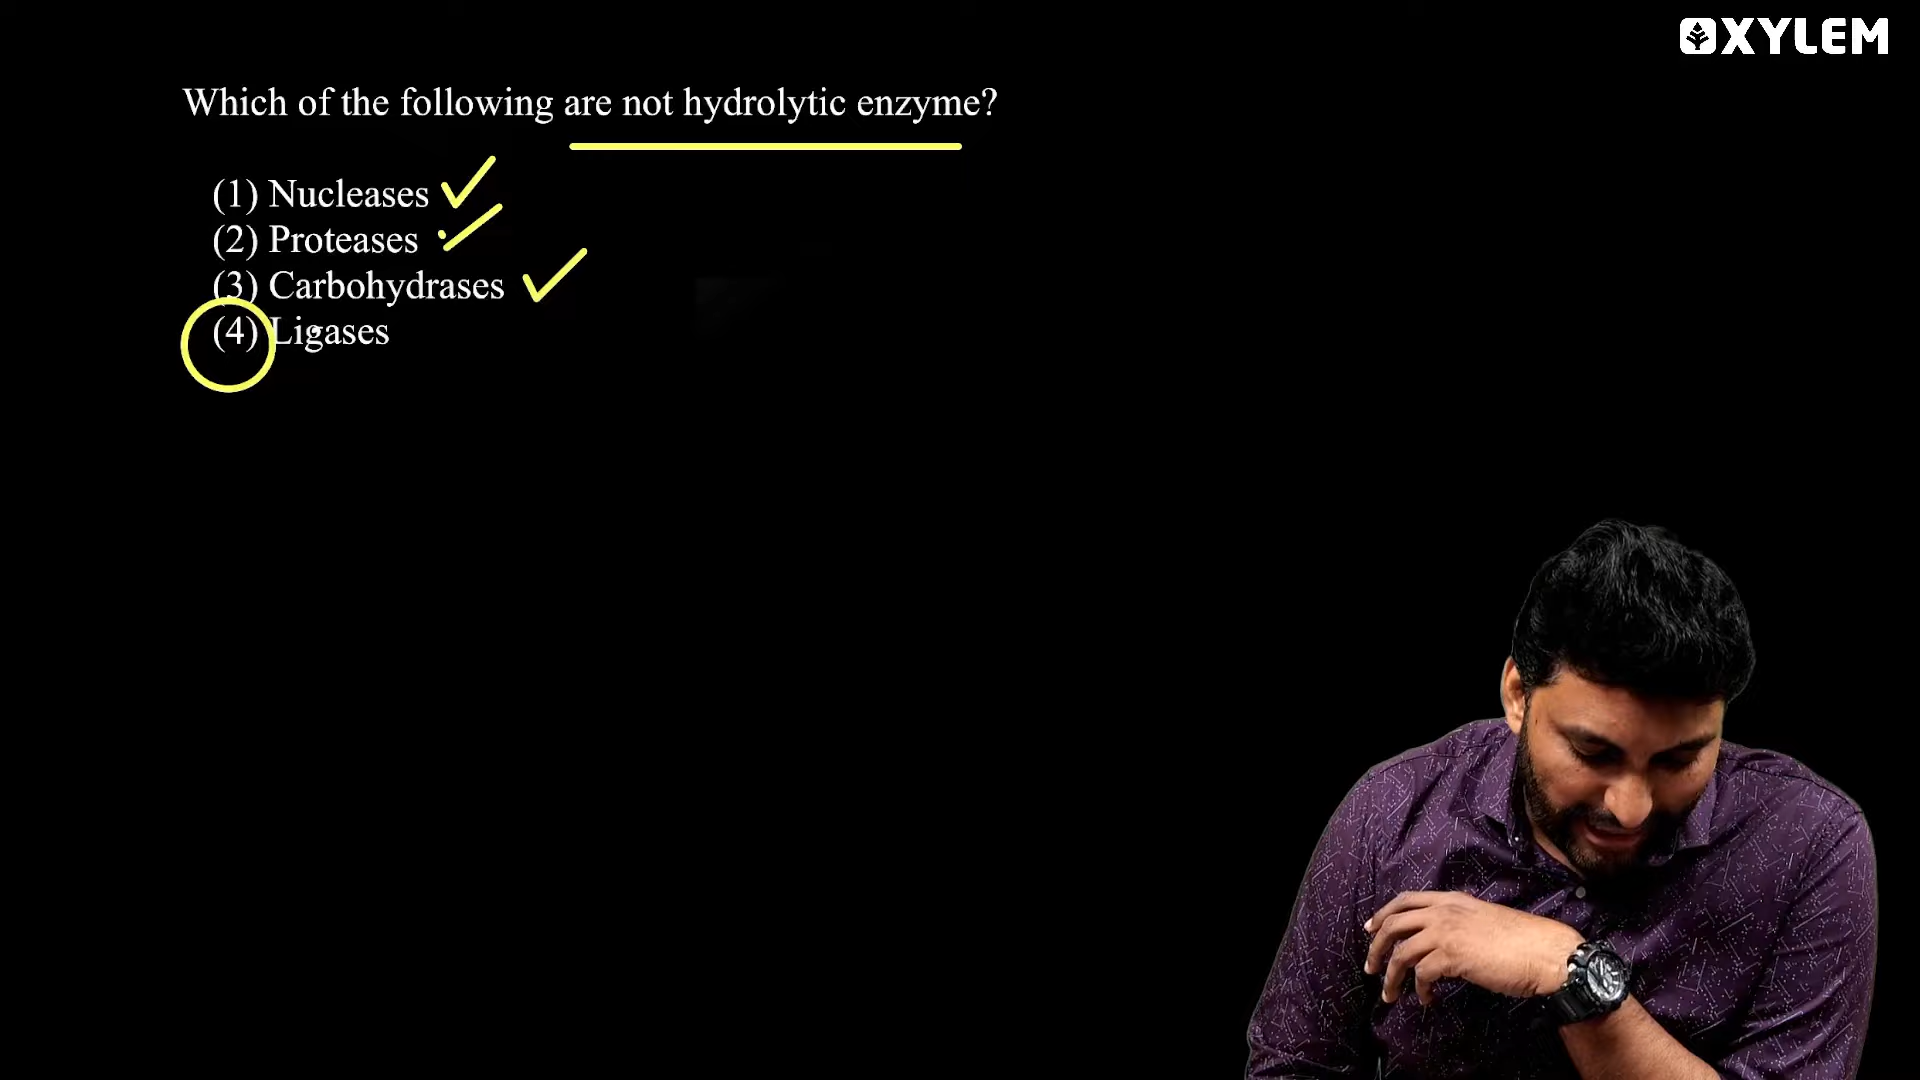 XYLEM
Which of the following are not hydrolytic enzyme?
(1) Nucleases
(2) Proteases
(3) Carbohydrases
(4) Ligases